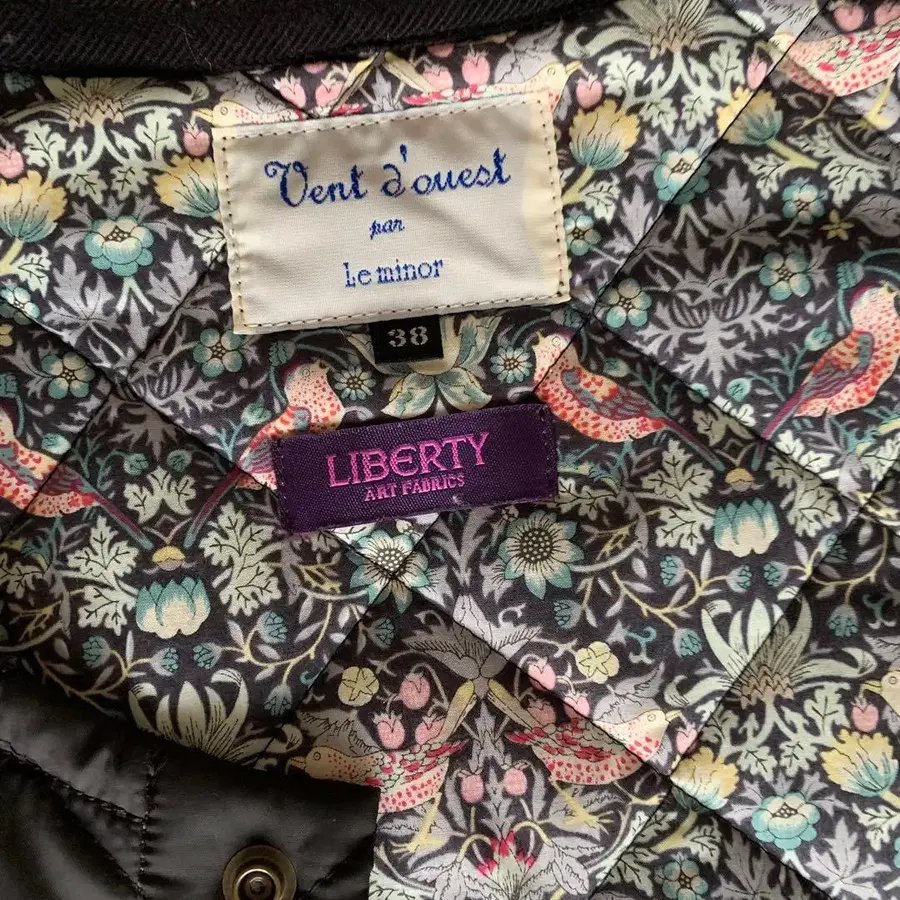 Vent d'ouest
par
Le minor
38
LIBERTY
ART FABRICS